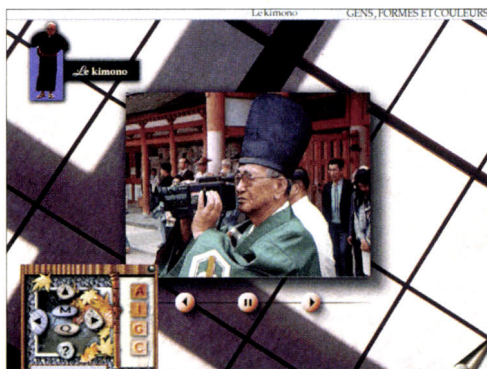 Le kimono
GENS, FORMES ET COULEURS
Le kimono
M
Q
?
A
I
G
C